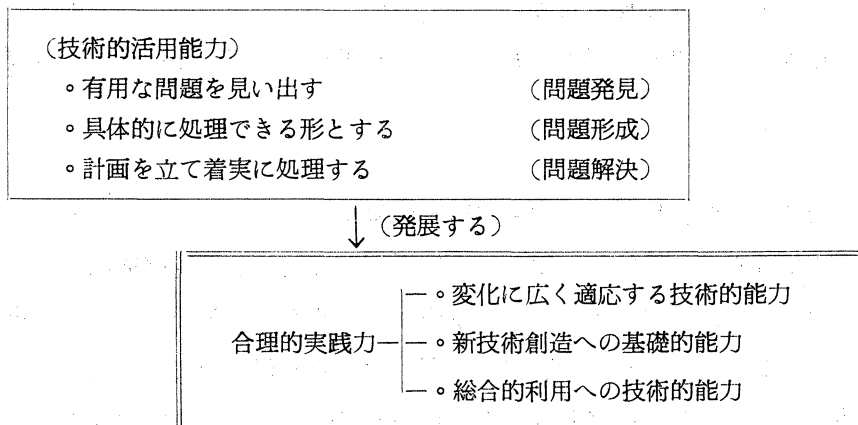 （技術的活用能力）
∘有用な問題を見い出す （問題発見）
∘具体的に処理できる形とする （問題形成）
∘計画を立て着実に処理する （問題解決）
（発展する）
∘変化に広く適応する技術的能力
合理的実践力 ∘新技術創造への基礎的能力
∘総合的利用への技術的能力